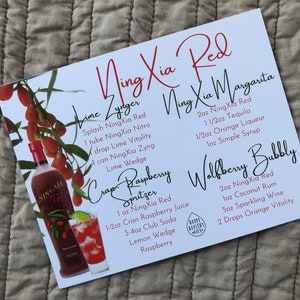 NingXia Red
Lime Zynger
Splash NingXia Red
1 tube NingXia Nitro
1 drop Lime Vitality
1 can NingXia Zyng
Lime Wedge
NingXia Margarita
2oz NingXia Red
1 1/2oz Tequila
1/2oz Orange Liqueur
1oz Simple Syrup
Cran Raspberry
Spritzer
1 oz NingXia Red
1.2oz Cran Raspberry Juice
3-4oz Club Soda
Lemon Wedge
Raspberry
Wolfberry Bubbly
2oz NingXia Red
1oz Coconut Rum
5oz Sparkling Wine
2 Drops Orange Vitality
NINGXIA